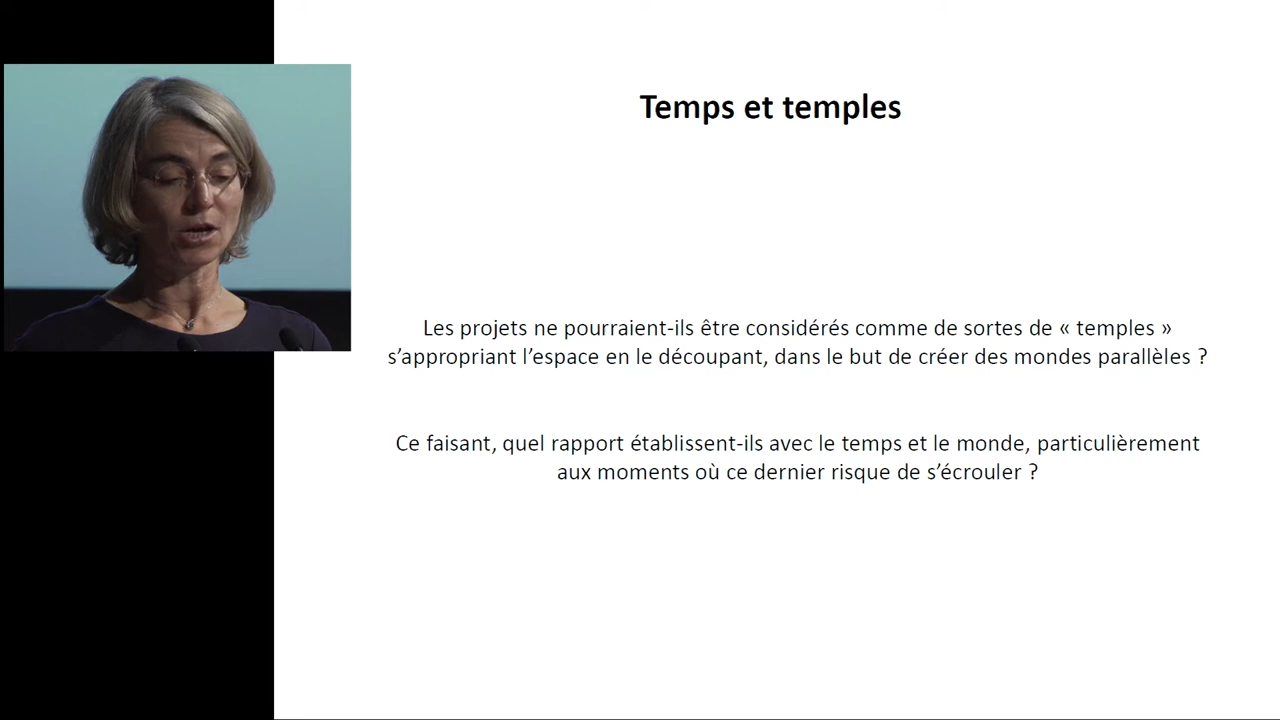 Temps et temples
Les projets ne pourraient-ils être considérés comme de sortes de « temples »
s’appropriant l’espace en le découpant, dans le but de créer des mondes parallèles ?
Ce faisant, quel rapport établissent-ils avec le temps et le monde, particulièrement
aux moments où ce dernier risque de s’écrouler ?